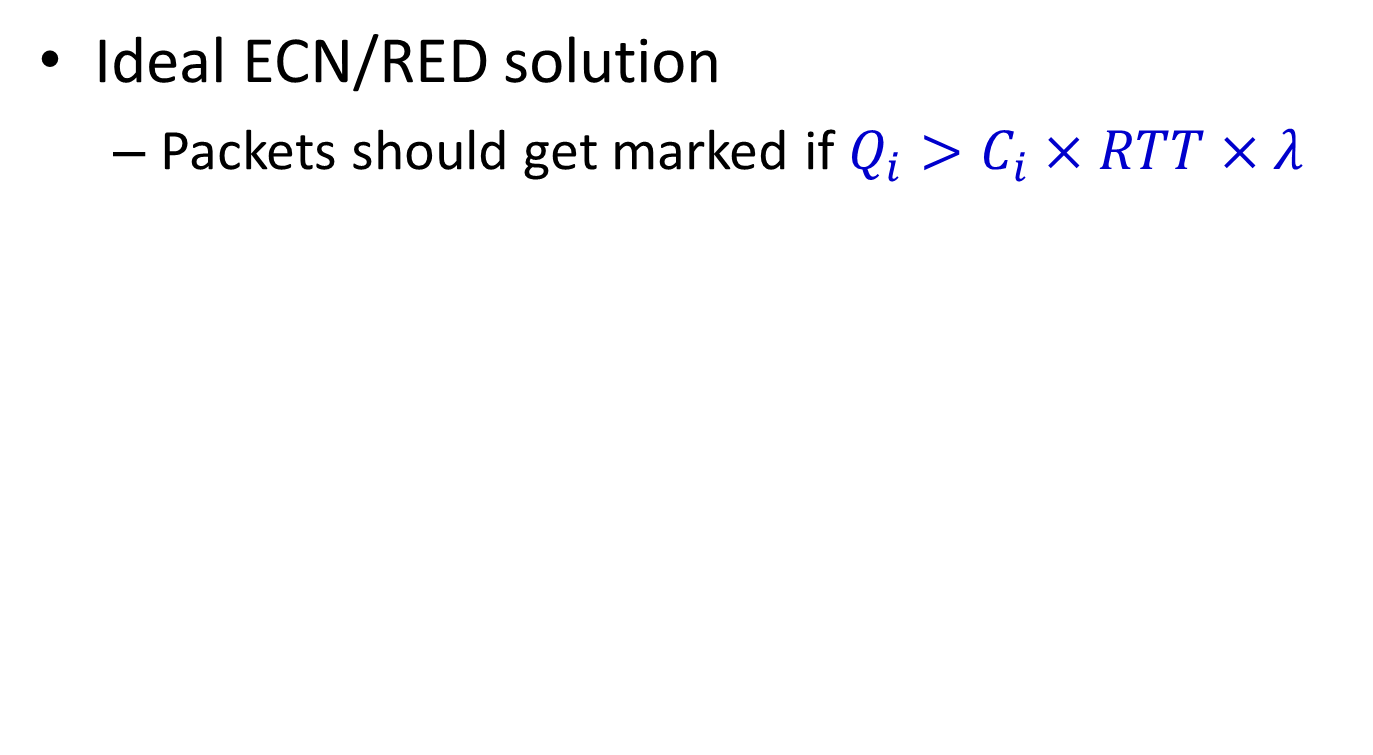 • Ideal ECN/RED solution
– Packets should get marked if Qᵢ > Cᵢ × RTT × λ